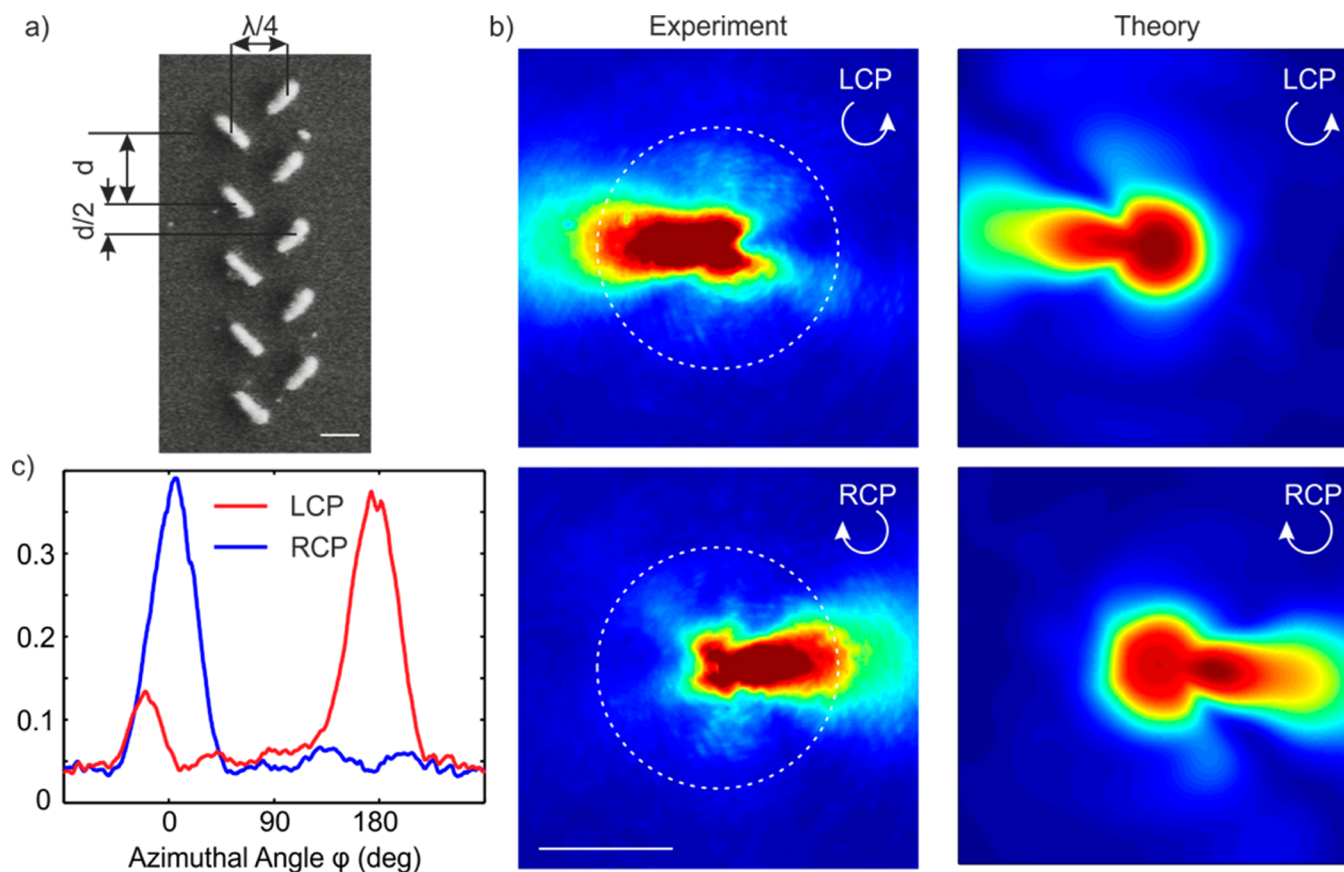 a)
λ/4
d
d/2
b)
Experiment
Theory
LCP
LCP
RCP
RCP
c)
LCP
RCP
0.3
0.2
0.1
0
0
90
180
Azimuthal Angle φ (deg)